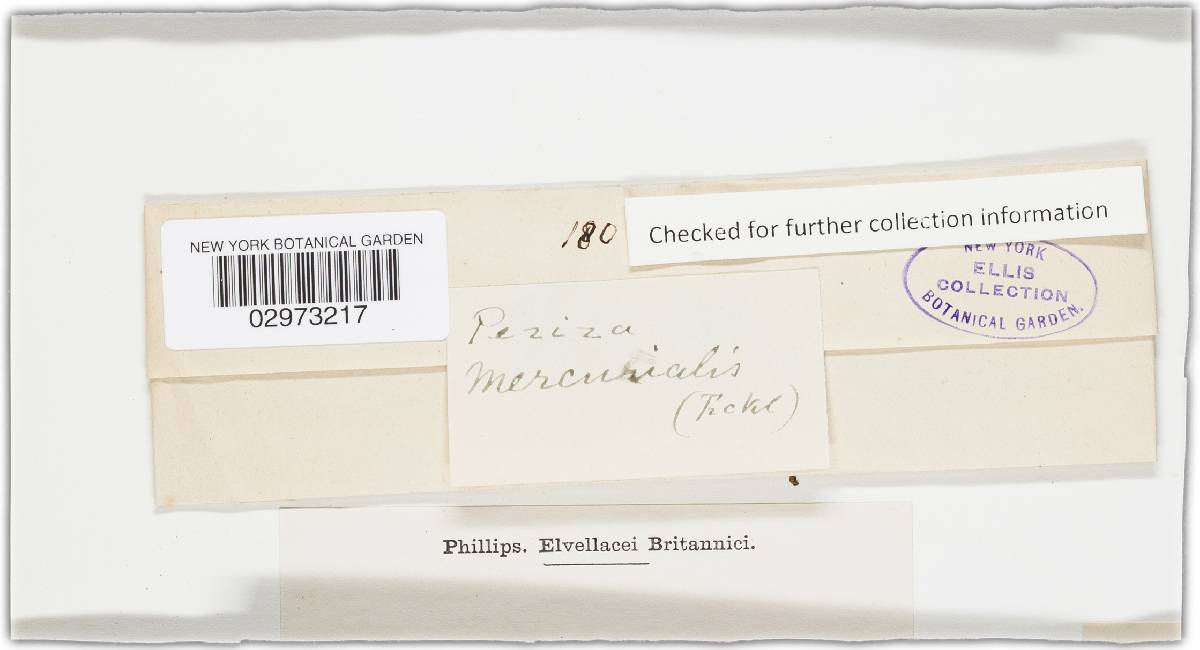 NEW YORK BOTANICAL GARDEN
02973217
180
Checked for further collection information
NEW YORK
ELLIS
COLLECTION
BOTANICAL GARDEN.
Peziza
mercurialis
(Fckl)
Phillips. Elvellacei Britannici.